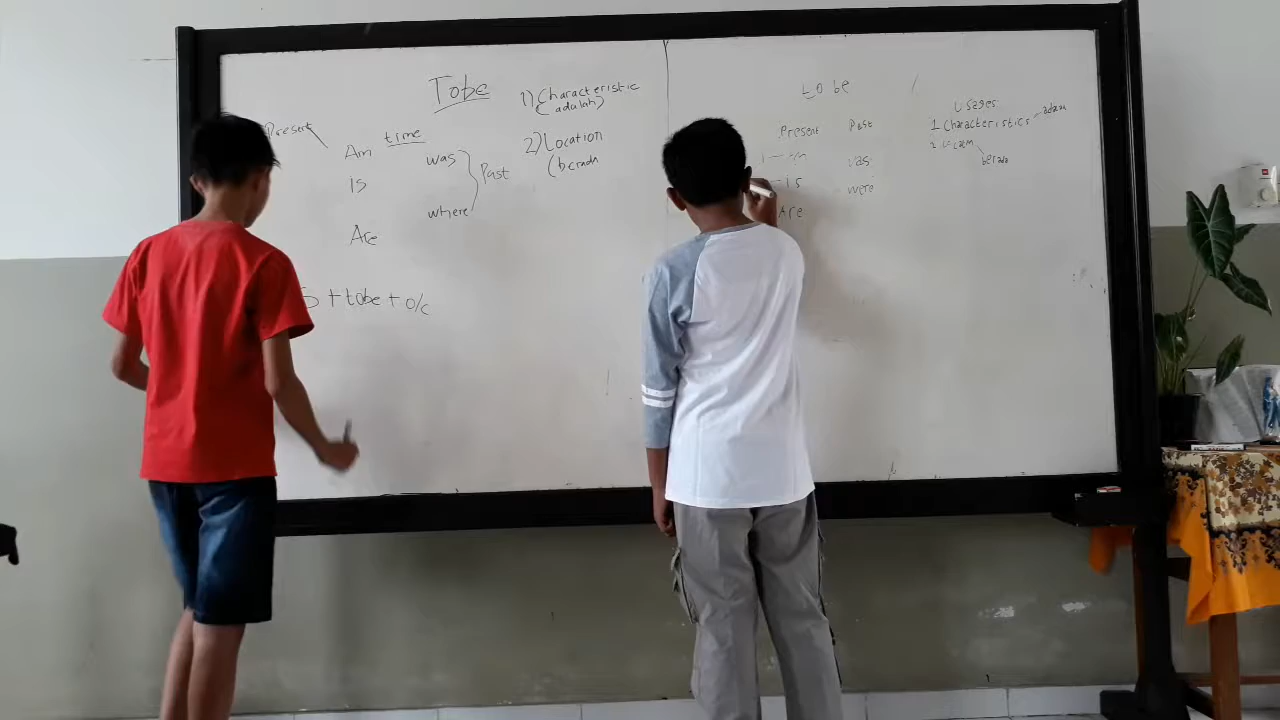 Tobe
1) Characteristic
(adalah)
Present
time
Am
was
2) Location
(berada
Past
is
where
Are
S + tobe + o/c
to be
Present
Past
is
was
were
Are
Usages
1 Characteristics